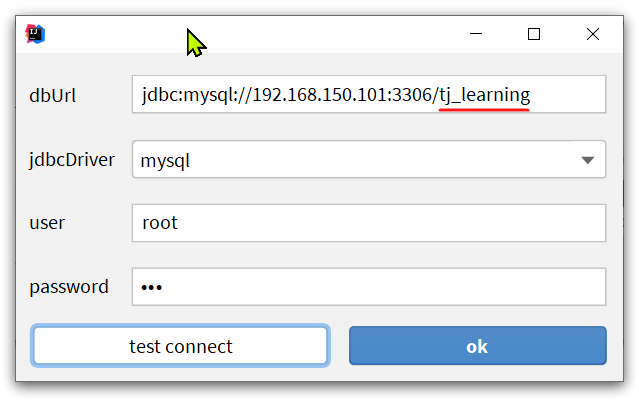 dbUrl jdbc:mysql://192.168.150.101:3306/tj_learning
jdbcDriver mysql
user root
password •••
test connect ok